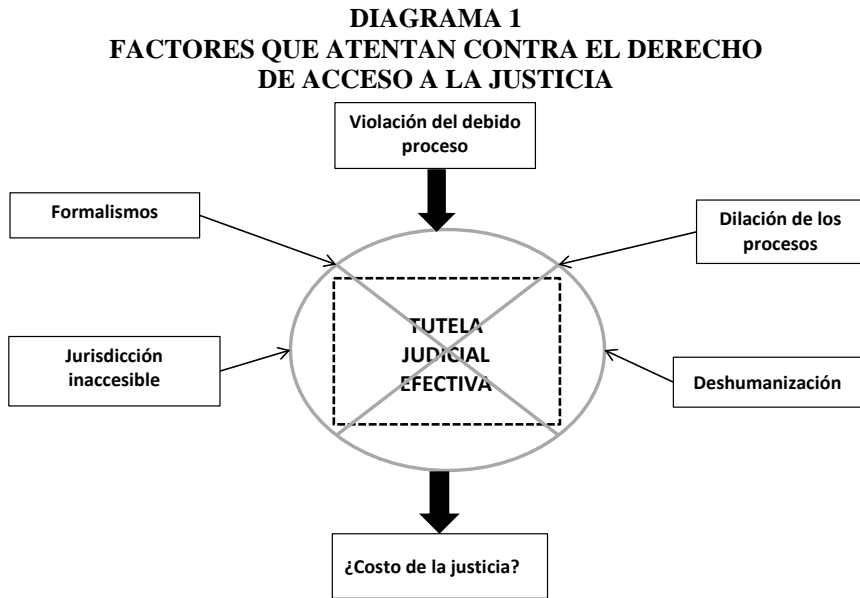 DIAGRAMA 1
FACTORES QUE ATENTAN CONTRA EL DERECHO
DE ACCESO A LA JUSTICIA
Violación del debido
proceso
Formalismos
Dilación de los
procesos
TUTELA
JUDICIAL
EFECTIVA
Jurisdicción
inaccesible
Deshumanización
¿Costo de la justicia?